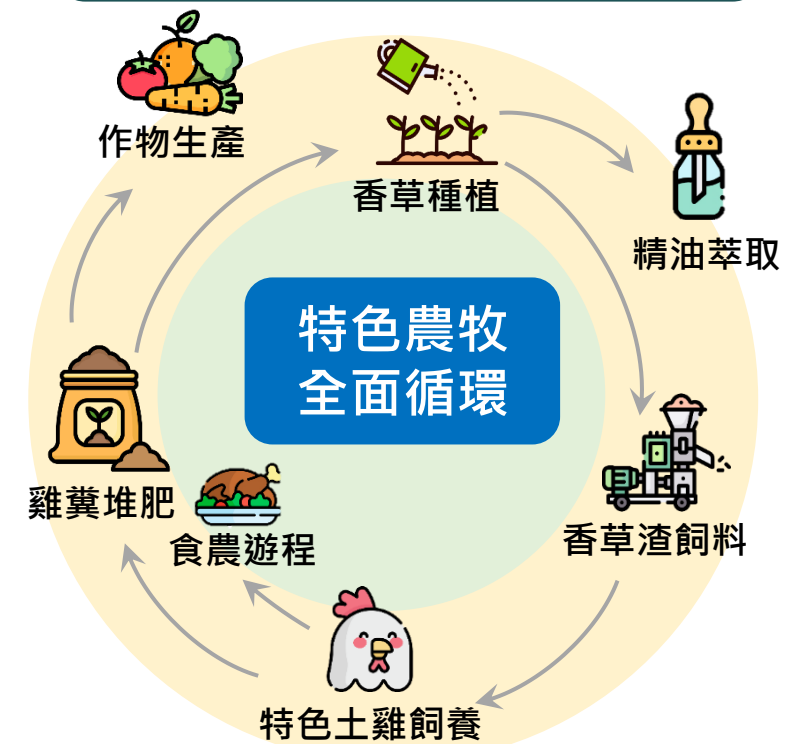 作物生產
香草種植
精油萃取
特色農牧
全面循環
雞糞堆肥
食農遊程
香草渣飼料
特色土雞飼養